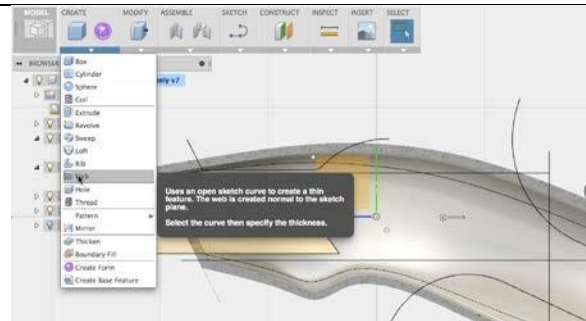 MODEL CREATE MODIFY ASSEMBLE SKETCH CONSTRUCT INSPECT INSERT SELECT
BROWSER
only v7
Box
Cylinder
Sphere
Coil
Extrude
Revolve
Sweep
Loft
Rib
Web
Hole
Thread
Pattern
Mirror
Thicken
Boundary Fill
Create Form
Create Base Feature
Uses an open sketch curve to create a thin
feature. The web is created normal to the sketch
plane.
Select the curve then specify the thickness.